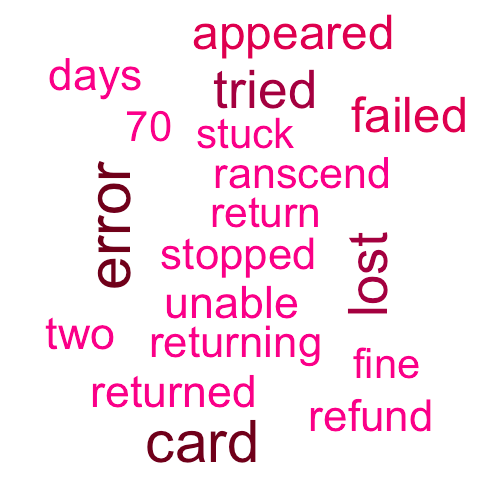 appeared
days
tried
70
stuck
failed
ranscend
error
return
stopped
lost
unable
two
returning
fine
returned
refund
card